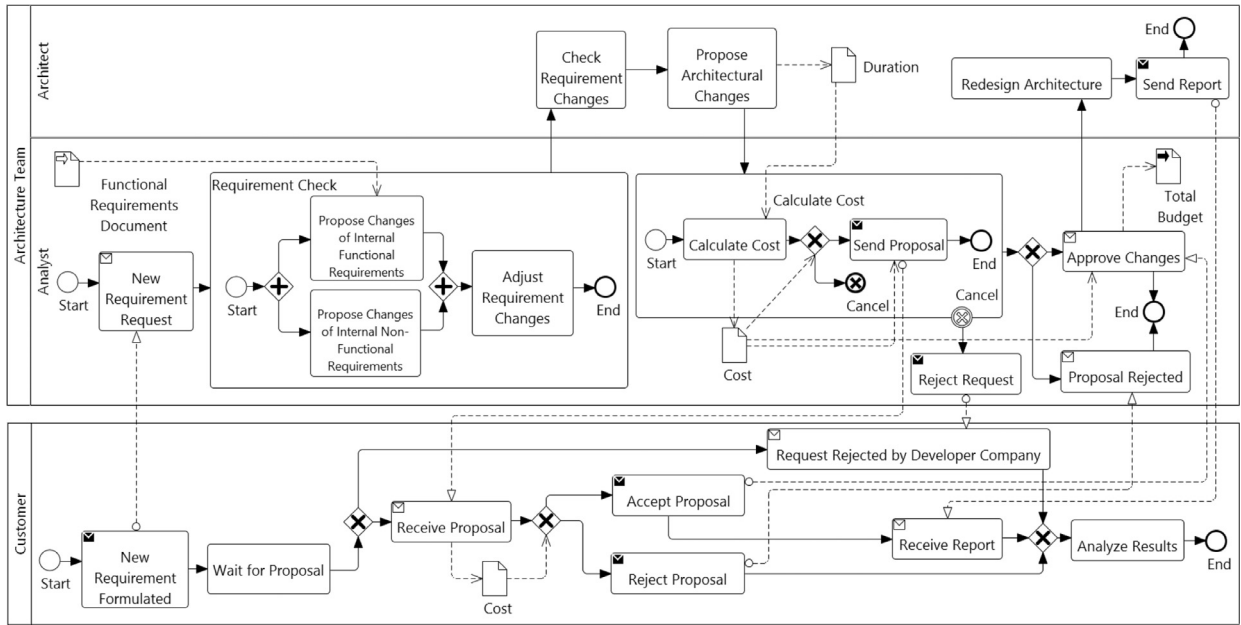 Architecture Team
Architect
Check
Requirement
Changes
Propose
Architectural
Changes
Duration
Redesign Architecture
End
Send Report
Analyst
Functional
Requirements
Document
Start
New
Requirement
Request
Requirement Check
Start
Propose Changes
of Internal
Functional
Requirements
Propose Changes
of Internal Non-
Functional
Requirements
Adjust
Requirement
Changes
End
Calculate Cost
Start
Calculate Cost
Send Proposal
End
Cancel
Cancel
Cost
Reject Request
Approve Changes
Total
Budget
End
Proposal Rejected
Customer
Start
New
Requirement
Formulated
Wait for Proposal
Request Rejected by Developer Company
Receive Proposal
Cost
Accept Proposal
Reject Proposal
Receive Report
Analyze Results
End